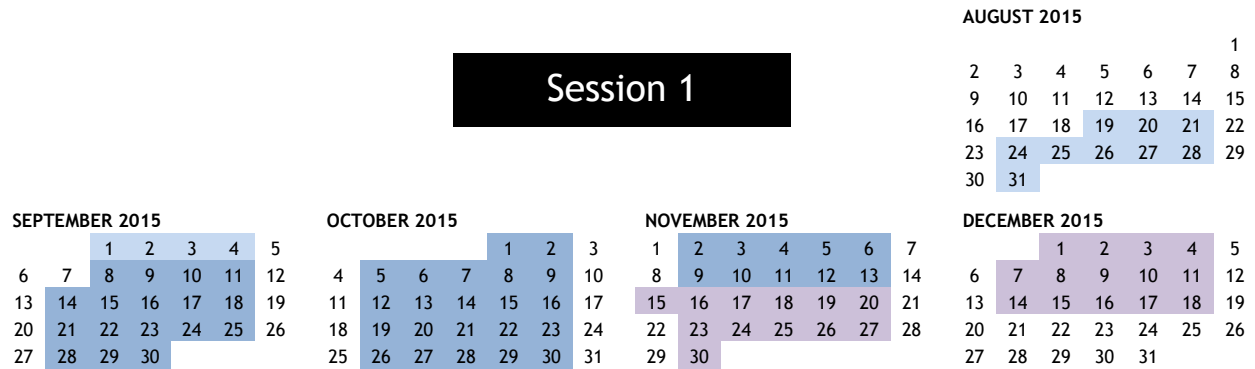 AUGUST 2015
1
2 3 4 5 6 7 8
9 10 11 12 13 14 15
16 17 18 19 20 21 22
23 24 25 26 27 28 29
30 31
Session 1
SEPTEMBER 2015
1 2 3 4 5
6 7 8 9 10 11 12
13 14 15 16 17 18 19
20 21 22 23 24 25 26
27 28 29 30
OCTOBER 2015
1 2 3
4 5 6 7 8 9 10
11 12 13 14 15 16 17
18 19 20 21 22 23 24
25 26 27 28 29 30 31
NOVEMBER 2015
1 2 3 4 5 6 7
8 9 10 11 12 13 14
15 16 17 18 19 20 21
22 23 24 25 26 27 28
29 30
DECEMBER 2015
1 2 3 4 5
6 7 8 9 10 11 12
13 14 15 16 17 18 19
20 21 22 23 24 25 26
27 28 29 30 31